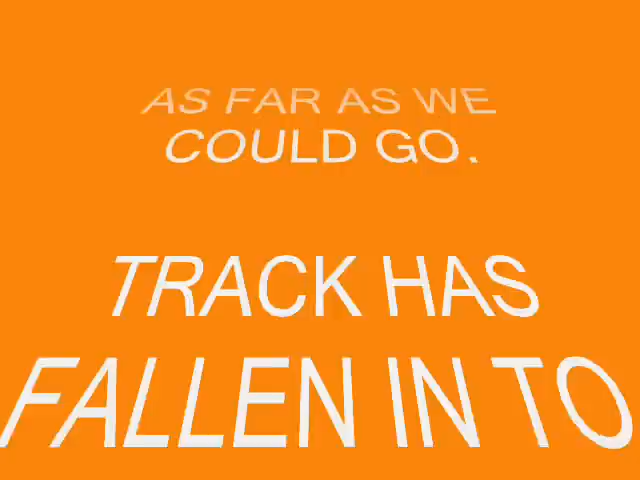 AS FAR AS WE
COULD GO.
TRACK HAS
FALLEN IN TO